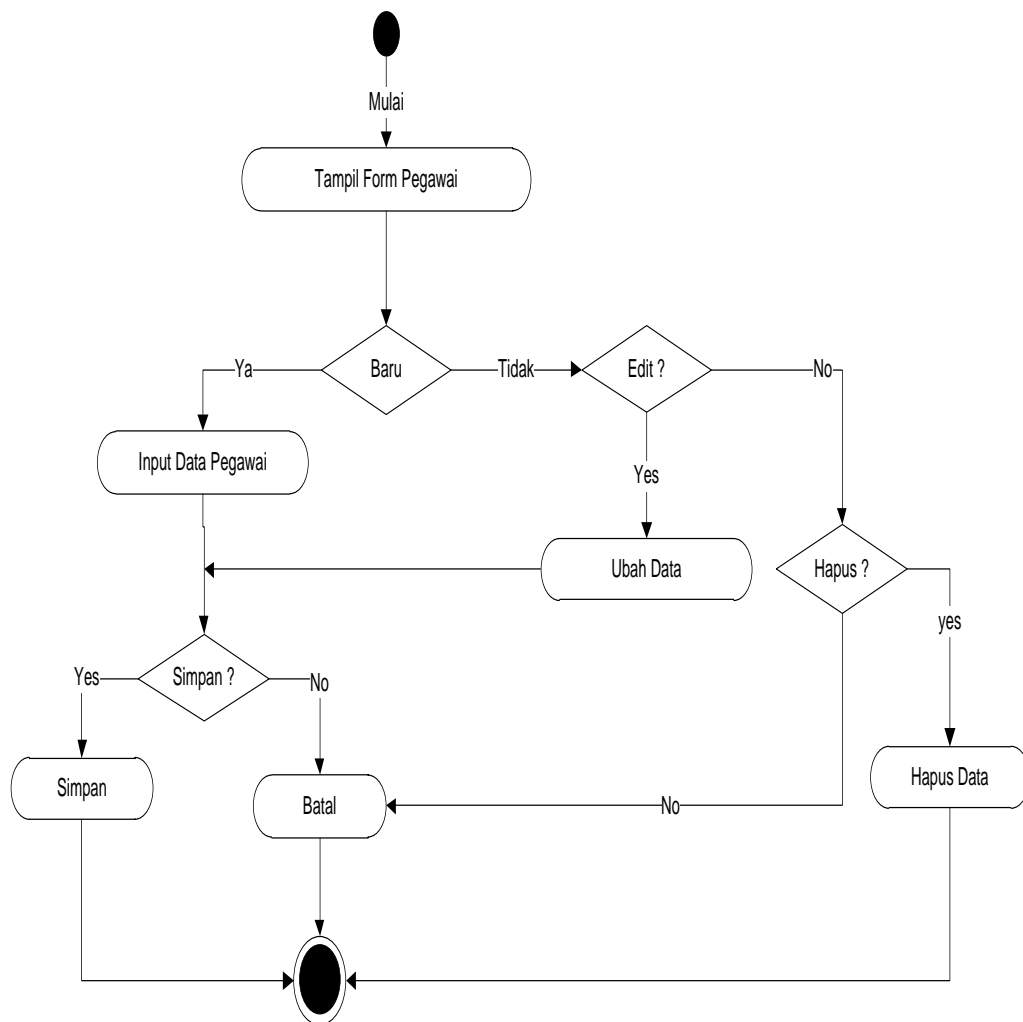 Mulai
Tampil Form Pegawai
Ya
Baru
Tidak
Edit ?
No
Input Data Pegawai
Yes
Ubah Data
Hapus ?
yes
Yes
Simpan ?
No
Simpan
Batal
No
Hapus Data